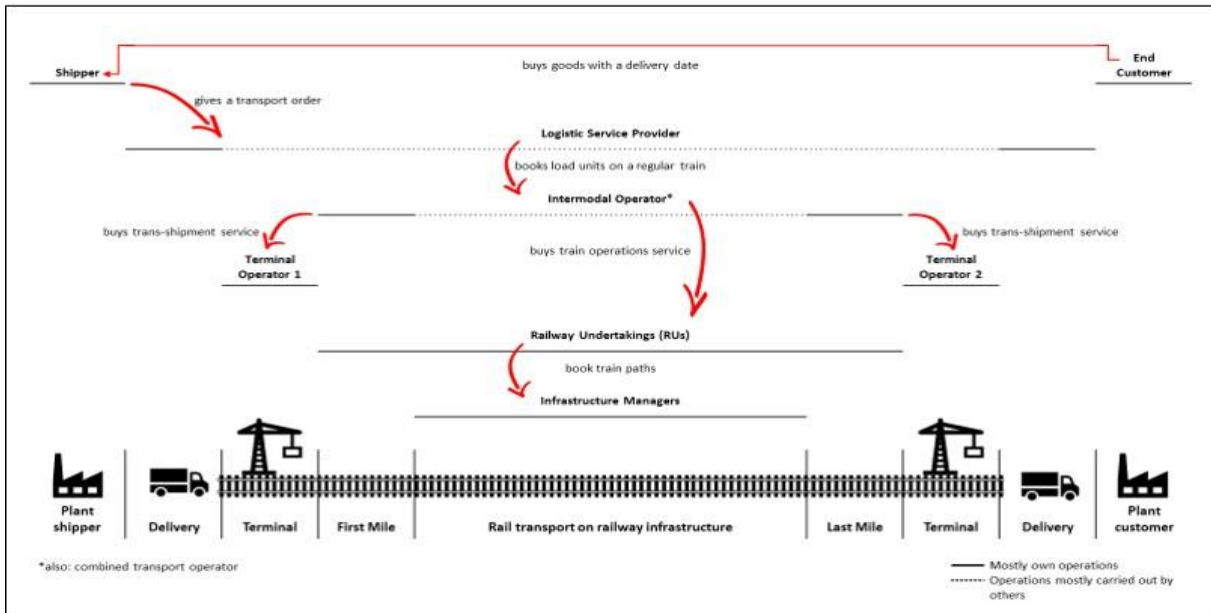 buys goods with a delivery date
Shipper
End
Customer
gives a transport order
Logistic Service Provider
books load units on a regular train
Intermodal Operator*
buys trans-shipment service
buys train operations service
buys trans-shipment service
Terminal
Operator 1
Terminal
Operator 2
Railway Undertakings (RUs)
book train paths
Infrastructure Managers
Plant
shipper
Delivery
Terminal
First Mile
Rail transport on railway infrastructure
Last Mile
Terminal
Delivery
Plant
customer
*also: combined transport operator
Mostly own operations
Operations mostly carried out by
others